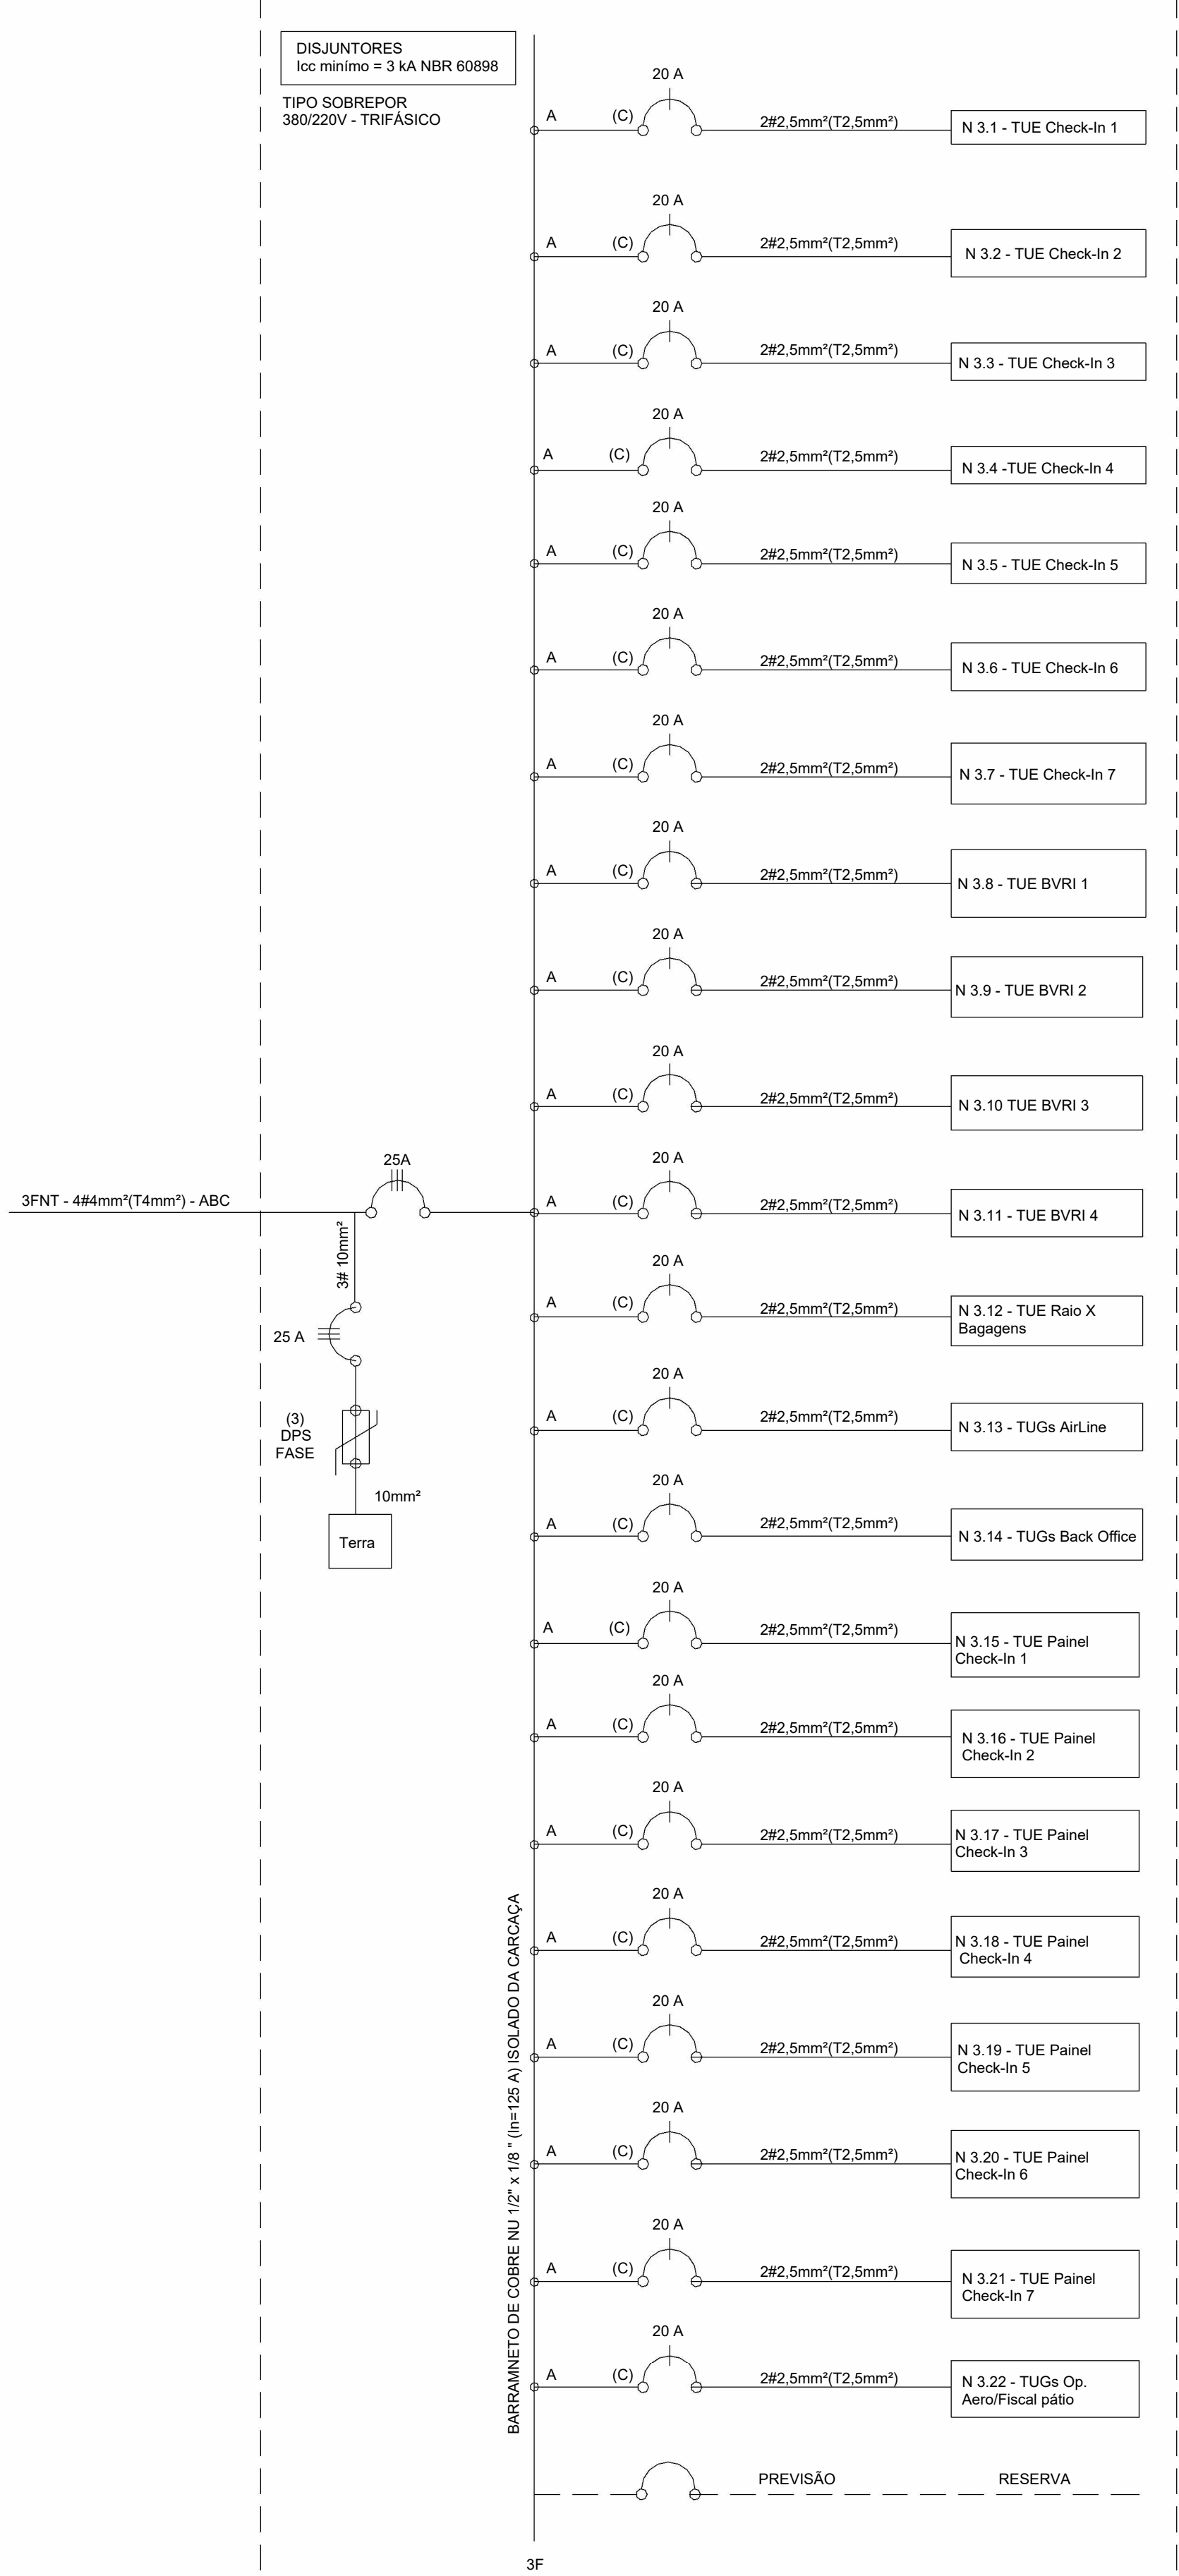 DISJUNTORES
Icc minímo = 3 kA NBR 60898
TIPO SOBREPOR
380/220V - TRIFÁSICO
20 A
A (C) 2#2,5mm²(T2,5mm²) N 3.1 - TUE Check-In 1
20 A
A (C) 2#2,5mm²(T2,5mm²) N 3.2 - TUE Check-In 2
20 A
A (C) 2#2,5mm²(T2,5mm²) N 3.3 - TUE Check-In 3
20 A
A (C) 2#2,5mm²(T2,5mm²) N 3.4 -TUE Check-In 4
20 A
A (C) 2#2,5mm²(T2,5mm²) N 3.5 - TUE Check-In 5
20 A
A (C) 2#2,5mm²(T2,5mm²) N 3.6 - TUE Check-In 6
20 A
A (C) 2#2,5mm²(T2,5mm²) N 3.7 - TUE Check-In 7
20 A
A (C) 2#2,5mm²(T2,5mm²) N 3.8 - TUE BVRI 1
20 A
A (C) 2#2,5mm²(T2,5mm²) N 3.9 - TUE BVRI 2
20 A
A (C) 2#2,5mm²(T2,5mm²) N 3.10 TUE BVRI 3
20 A
A (C) 2#2,5mm²(T2,5mm²) N 3.11 - TUE BVRI 4
25A
3FNT - 4#4mm²(T4mm²) - ABC
3# 10mm²
25 A
(3)
DPS
FASE
10mm²
Terra
20 A
A (C) 2#2,5mm²(T2,5mm²) N 3.12 - TUE Raio X
Bagagens
20 A
A (C) 2#2,5mm²(T2,5mm²) N 3.13 - TUGs AirLine
20 A
A (C) 2#2,5mm²(T2,5mm²) N 3.14 - TUGs Back Office
20 A
A (C) 2#2,5mm²(T2,5mm²) N 3.15 - TUE Painel
Check-In 1
20 A
A (C) 2#2,5mm²(T2,5mm²) N 3.16 - TUE Painel
Check-In 2
20 A
A (C) 2#2,5mm²(T2,5mm²) N 3.17 - TUE Painel
Check-In 3
20 A
A (C) 2#2,5mm²(T2,5mm²) N 3.18 - TUE Painel
Check-In 4
20 A
A (C) 2#2,5mm²(T2,5mm²) N 3.19 - TUE Painel
Check-In 5
20 A
A (C) 2#2,5mm²(T2,5mm²) N 3.20 - TUE Painel
Check-In 6
20 A
A (C) 2#2,5mm²(T2,5mm²) N 3.21 - TUE Painel
Check-In 7
20 A
A (C) 2#2,5mm²(T2,5mm²) N 3.22 - TUGs Op.
Aero/Fiscal pátio
BARRAMNETO DE COBRE NU 1/2" x 1/8 " (In=125 A) ISOLADO DA CARCAÇA
PREVISÃO RESERVA
3F